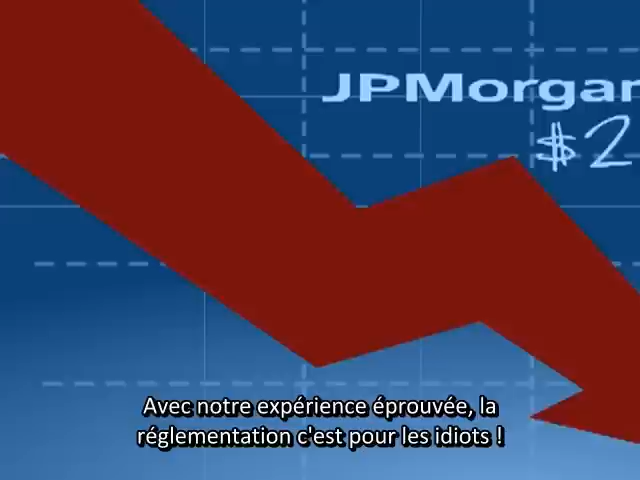 JPMorgan
$2
Avec notre expérience éprouvée, la
réglementation c'est pour les idiots !